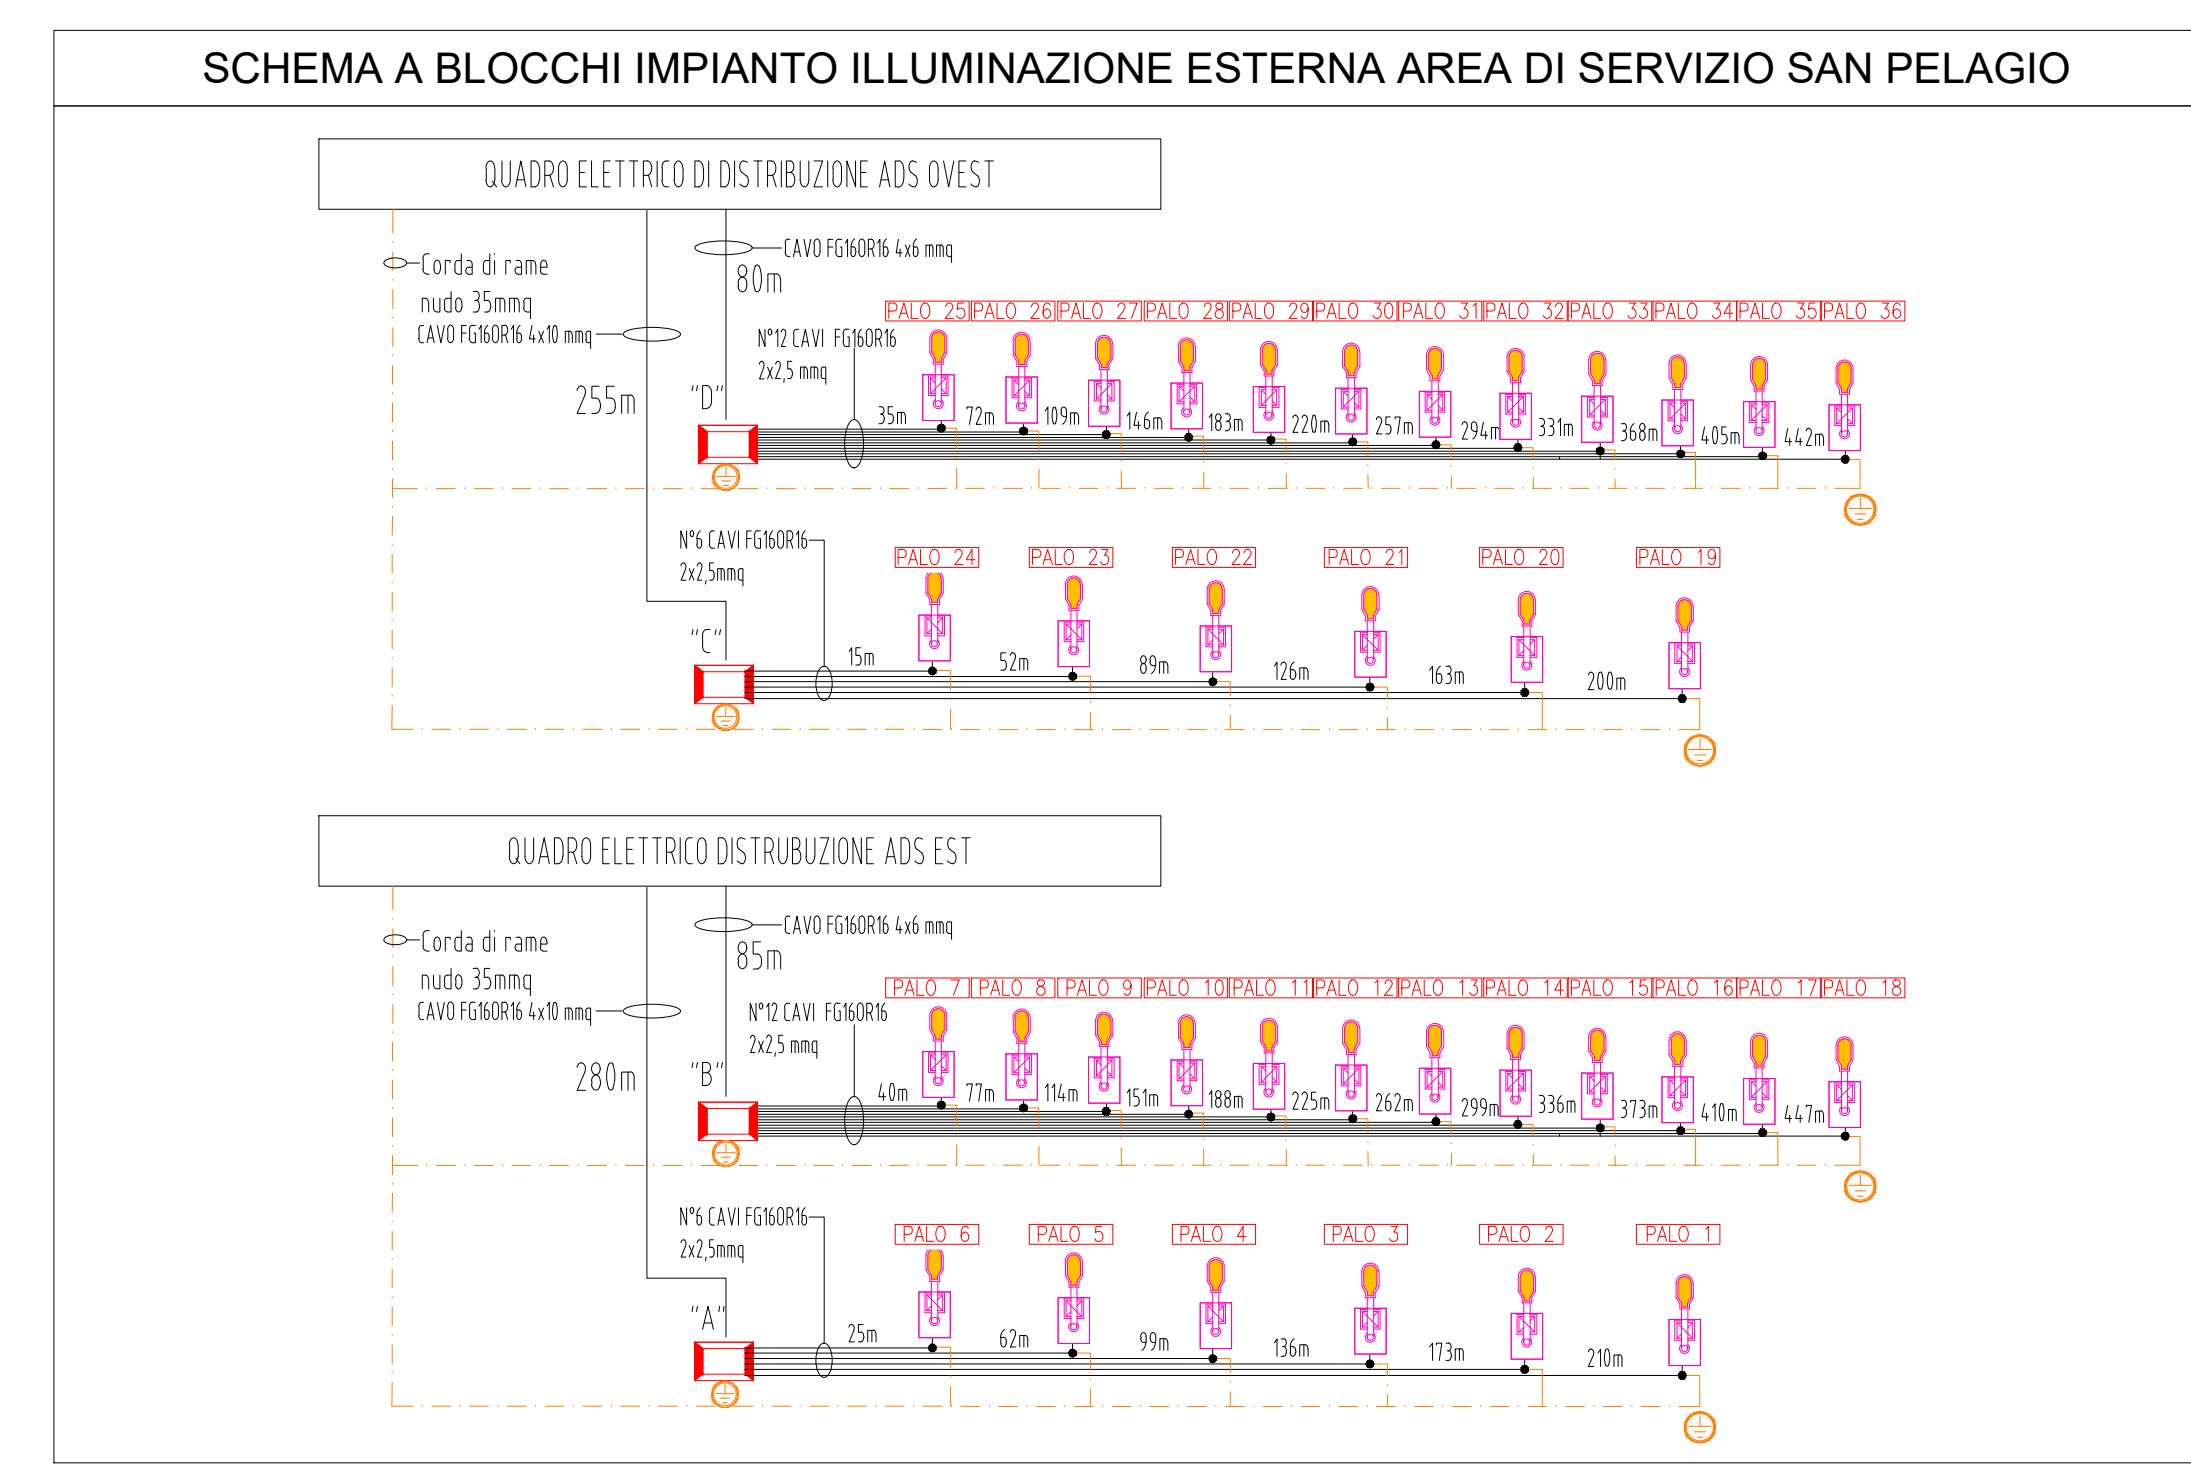 SCHEMA A BLOCCHI IMPIANTO ILLUMINAZIONE ESTERNA AREA DI SERVIZIO SAN PELAGIO
QUADRO ELETTRICO DI DISTRIBUZIONE ADS OVEST
CAVO FG16OR16 4x6 mmq
80m
Corda di rame
nudo 35mmq
CAVO FG16OR16 4x10 mmq
255m
"D"
N°12 CAVI FG16OR16
2x2,5 mmq
PALO 25 PALO 26 PALO 27 PALO 28 PALO 29 PALO 30 PALO 31 PALO 32 PALO 33 PALO 34 PALO 35 PALO 36
35m 72m 109m 146m 183m 220m 257m 294m 331m 368m 405m 442m
N°6 CAVI FG16OR16
2x2,5mmq
"C"
PALO 24 PALO 23 PALO 22 PALO 21 PALO 20 PALO 19
15m 52m 89m 126m 163m 200m
QUADRO ELETTRICO DISTRUBUZIONE ADS EST
CAVO FG16OR16 4x6 mmq
85m
Corda di rame
nudo 35mmq
CAVO FG16OR16 4x10 mmq
280m
"B"
N°12 CAVI FG16OR16
2x2,5 mmq
PALO 7 PALO 8 PALO 9 PALO 10 PALO 11 PALO 12 PALO 13 PALO 14 PALO 15 PALO 16 PALO 17 PALO 18
40m 77m 114m 151m 188m 225m 262m 299m 336m 373m 410m 447m
N°6 CAVI FG16OR16
2x2,5mmq
"A"
PALO 6 PALO 5 PALO 4 PALO 3 PALO 2 PALO 1
25m 62m 99m 136m 173m 210m